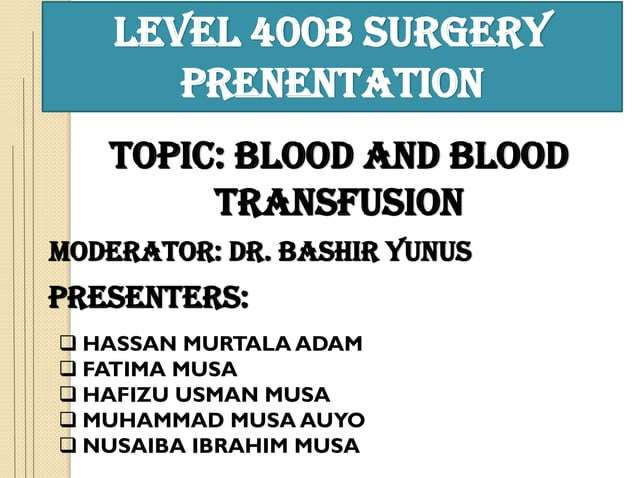 LEVEL 400B SURGERY
PRENENTATION
TOPIC: BLOOD AND BLOOD
TRANSFUSION
MODERATOR: DR. BASHIR YUNUS
PRESENTERS:
HASSAN MURTALA ADAM
FATIMA MUSA
HAFIZU USMAN MUSA
MUHAMMAD MUSA AUYO
NUSAIBA IBRAHIM MUSA